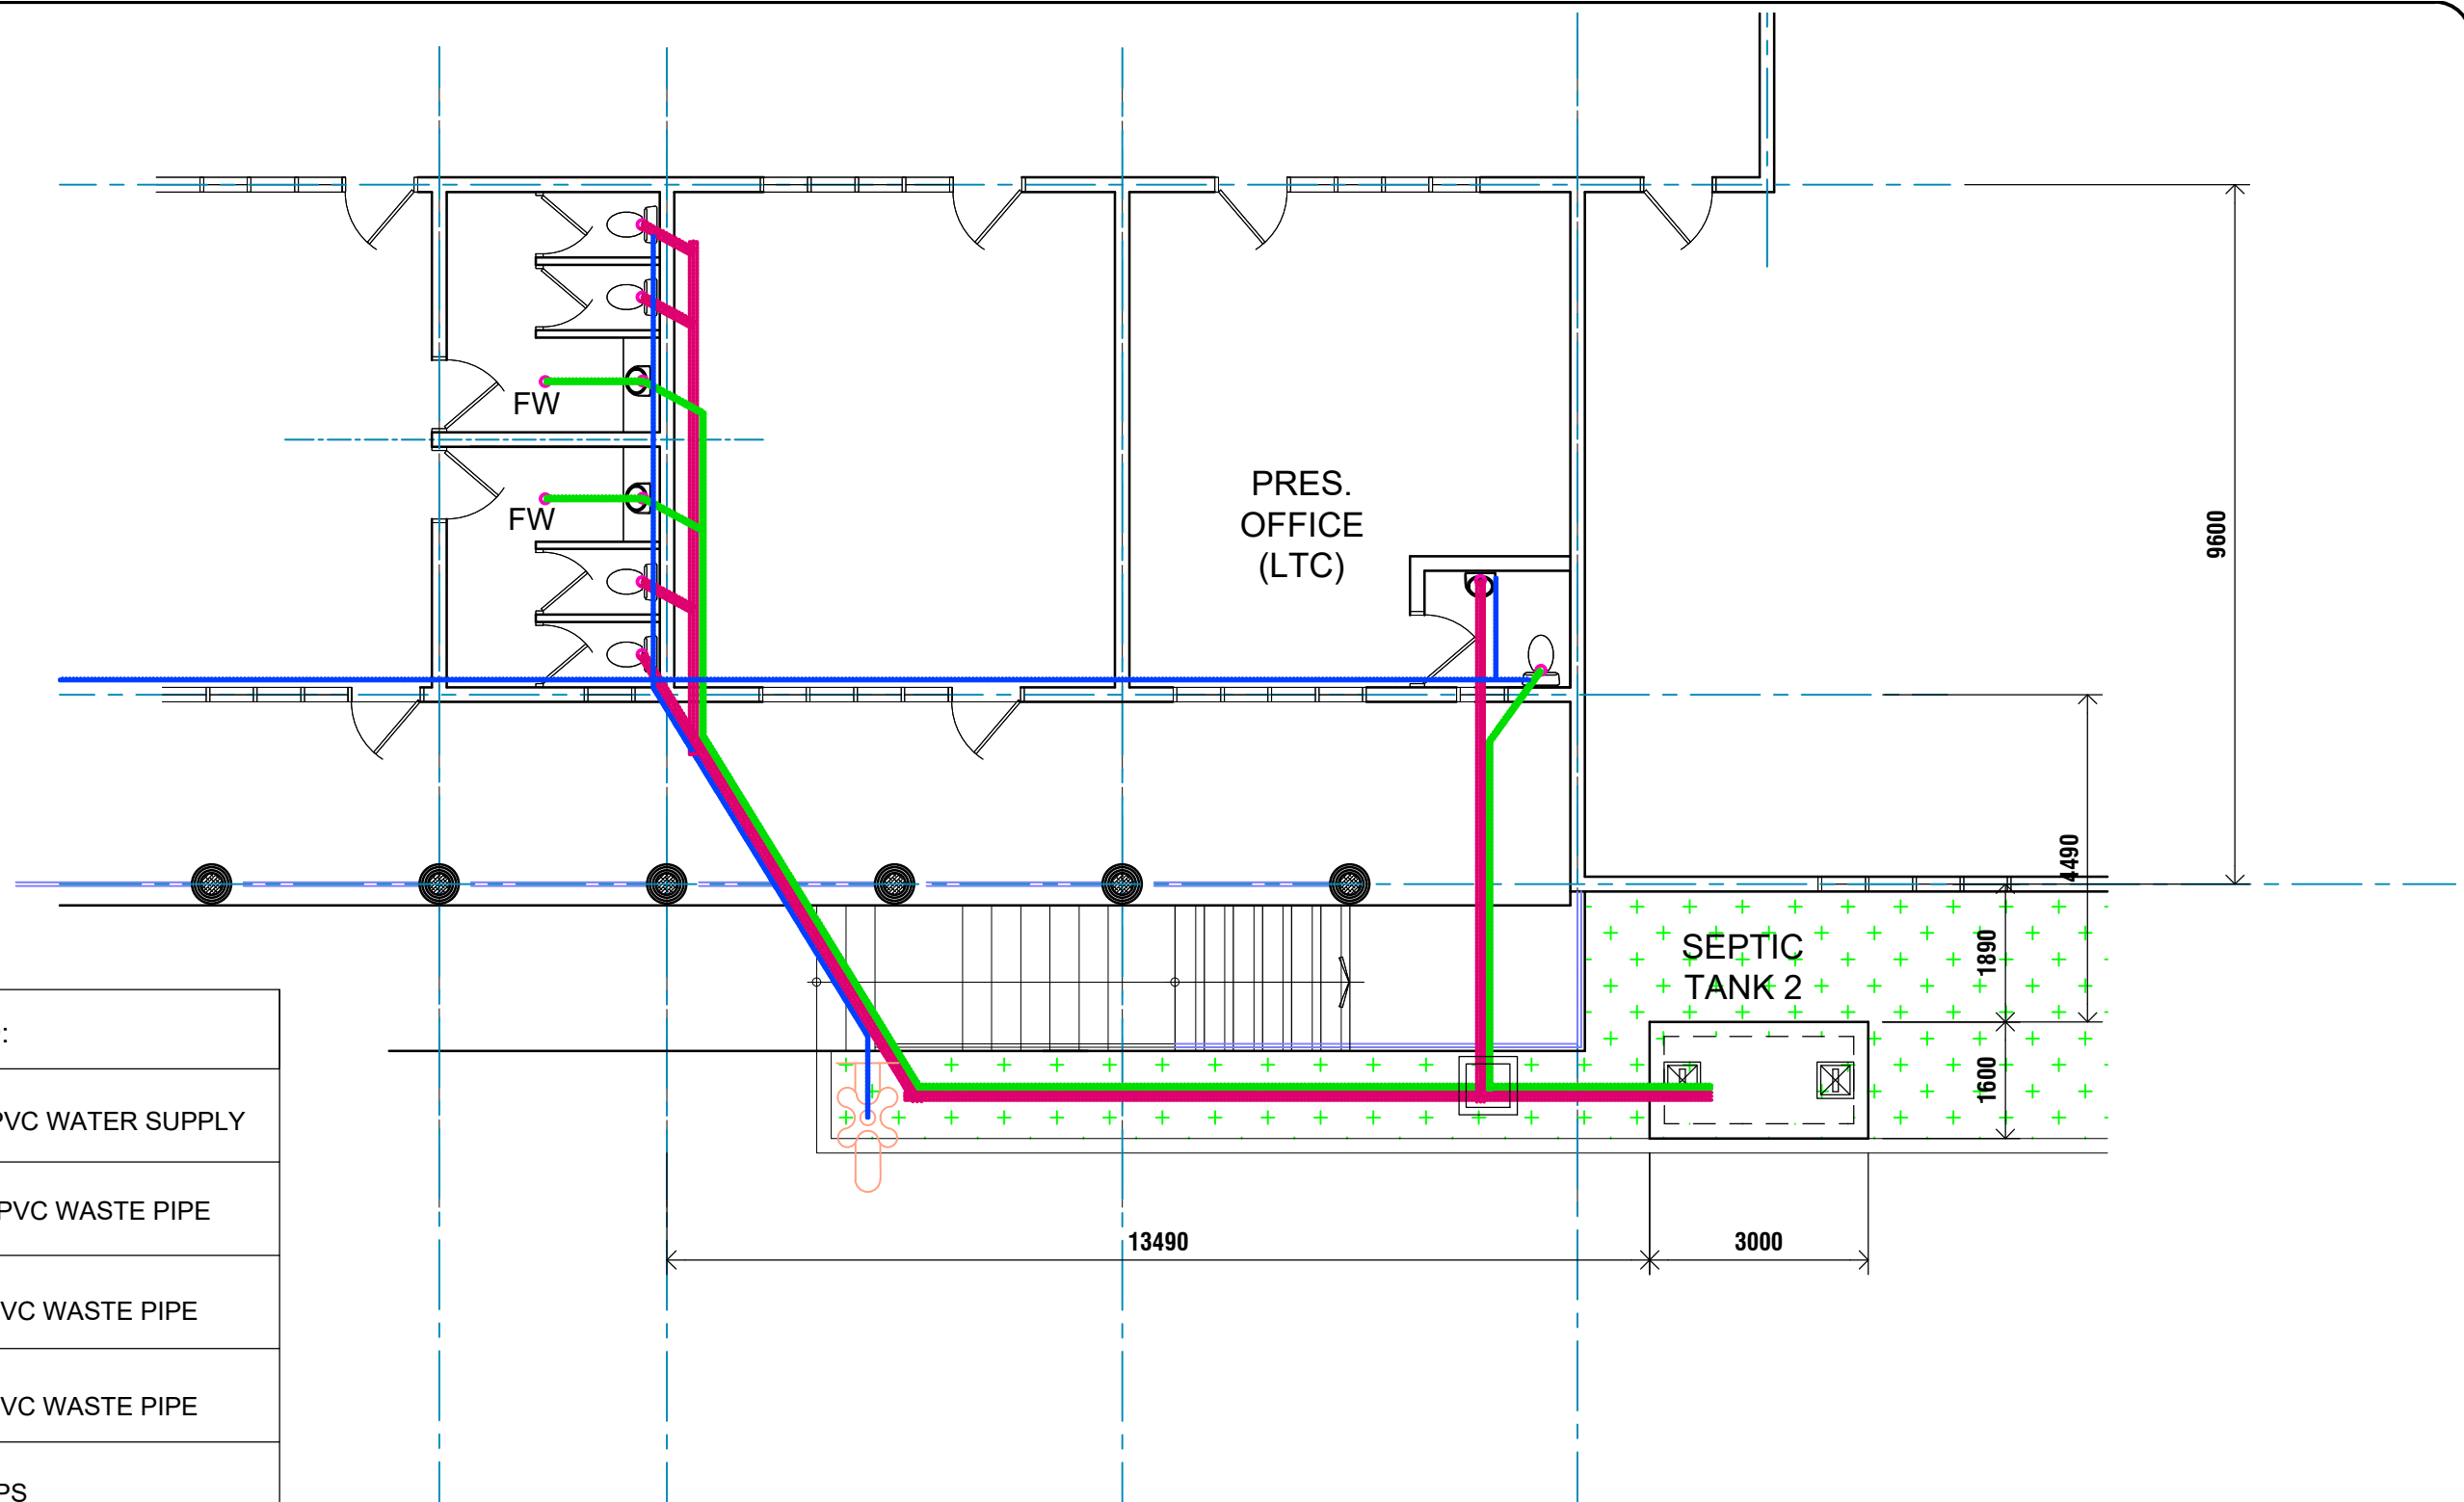 FW
FW
PRES.
OFFICE
(LTC)
9600
4490
SEPTIC
TANK 2
1890
1600
13490
3000
:
PVC WATER SUPPLY
PVC WASTE PIPE
VC WASTE PIPE
VC WASTE PIPE
PS